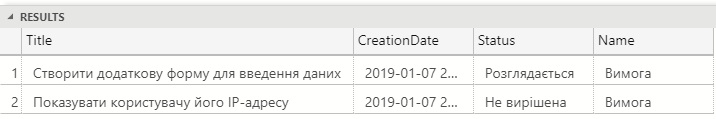 RESULTS
Title CreationDate Status Name
1 Створити додаткову форму для введення даних 2019-01-07 2... Розглядається Вимога
2 Показувати користувачу його IP-адресу 2019-01-07 2... Не вирішена Вимога